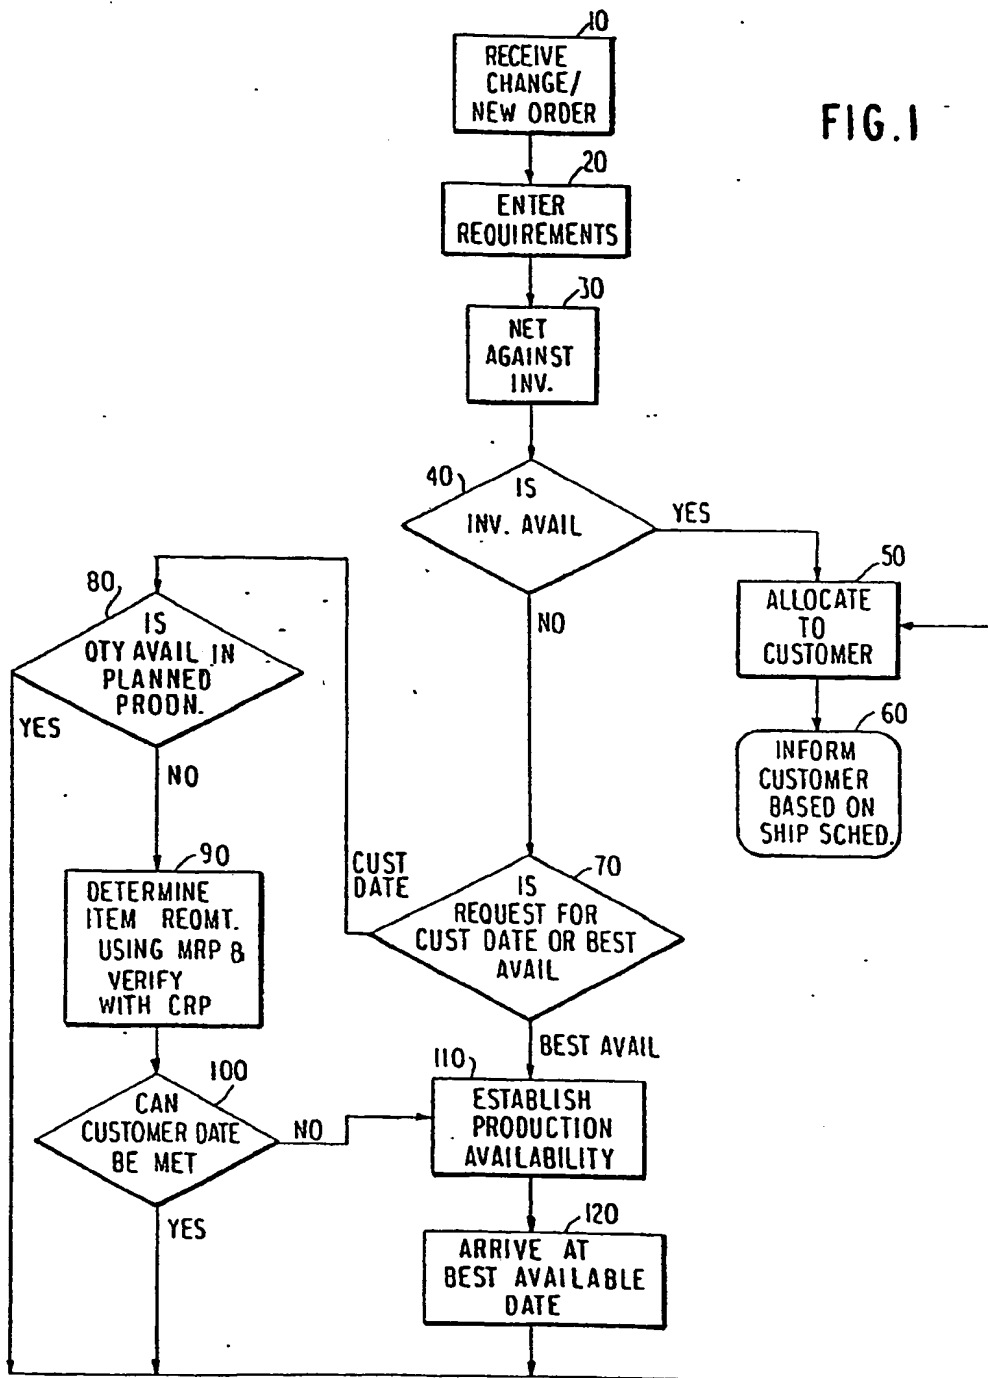 10
RECEIVE
CHANGE/
NEW ORDER
FIG.1
20
ENTER
REQUIREMENTS
30
NET
AGAINST
INV.
40
IS
INV. AVAIL
YES
NO
50
ALLOCATE
TO
CUSTOMER
60
INFORM
CUSTOMER
BASED ON
SHIP SCHED.
70
IS
REQUEST FOR
CUST DATE OR BEST
AVAIL
CUST
DATE
BEST AVAIL
80
IS
QTY AVAIL IN
PLANNED
PRODN.
YES
NO
90
DETERMINE
ITEM REQMT.
USING MRP &
VERIFY
WITH CRP
100
CAN
CUSTOMER DATE
BE MET
NO
YES
110
ESTABLISH
PRODUCTION
AVAILABILITY
120
ARRIVE AT
BEST AVAILABLE
DATE